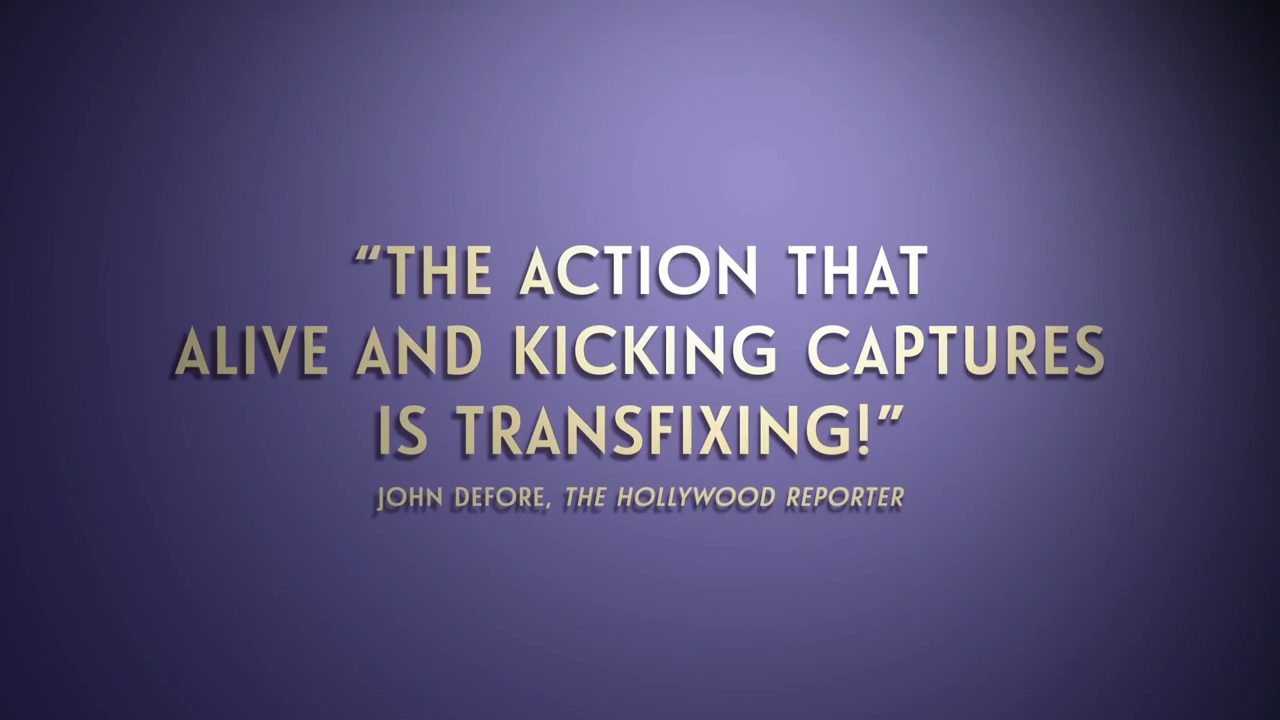 “THE ACTION THAT
ALIVE AND KICKING CAPTURES
IS TRANSFIXING!”
JOHN DEFORE, THE HOLLYWOOD REPORTER